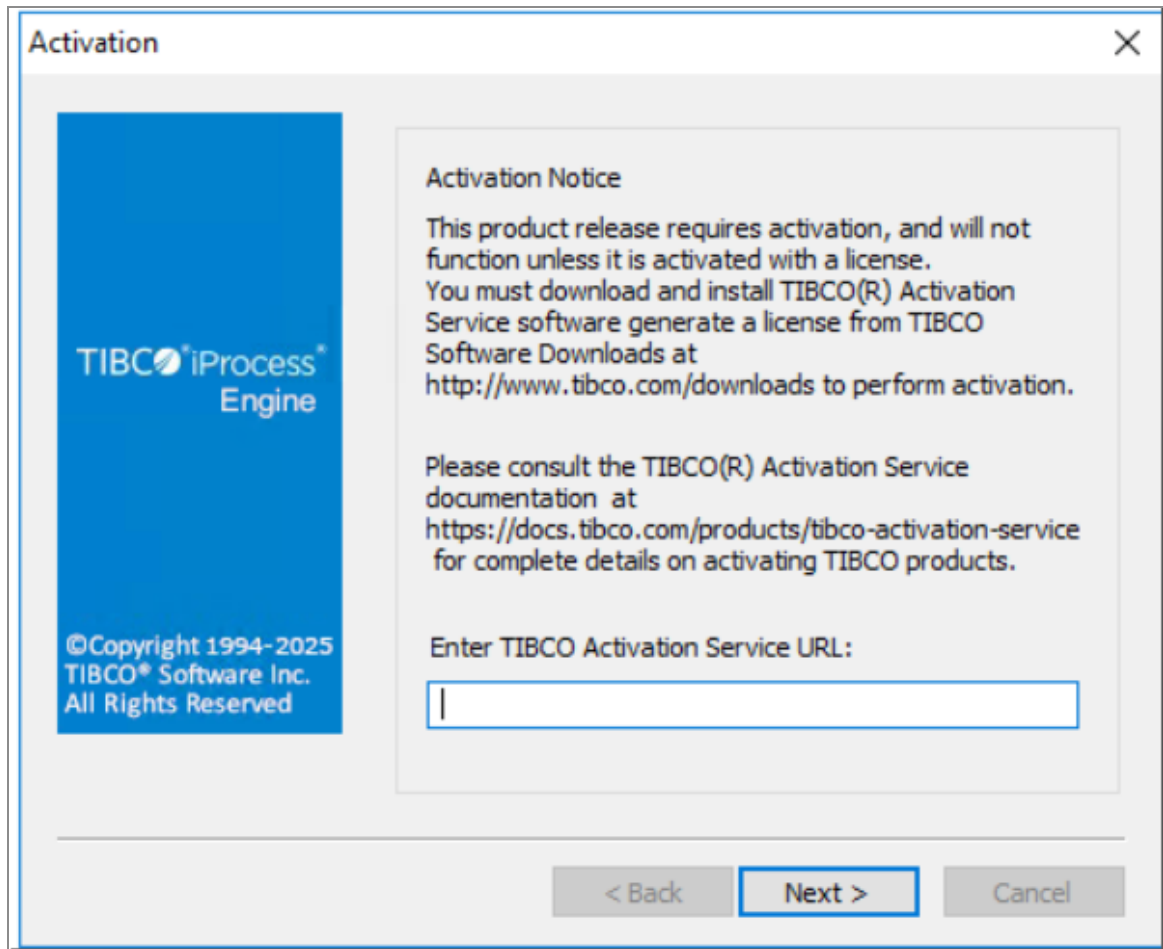 Activation
TIBCO® iProcess®
Engine
©Copyright 1994-2025
TIBCO® Software Inc.
All Rights Reserved
Activation Notice
This product release requires activation, and will not
function unless it is activated with a license.
You must download and install TIBCO(R) Activation
Service software generate a license from TIBCO
Software Downloads at
http://www.tibco.com/downloads to perform activation.
Please consult the TIBCO(R) Activation Service
documentation  at
https://docs.tibco.com/products/tibco-activation-service
for complete details on activating TIBCO products.
Enter TIBCO Activation Service URL:
< Back
Next >
Cancel